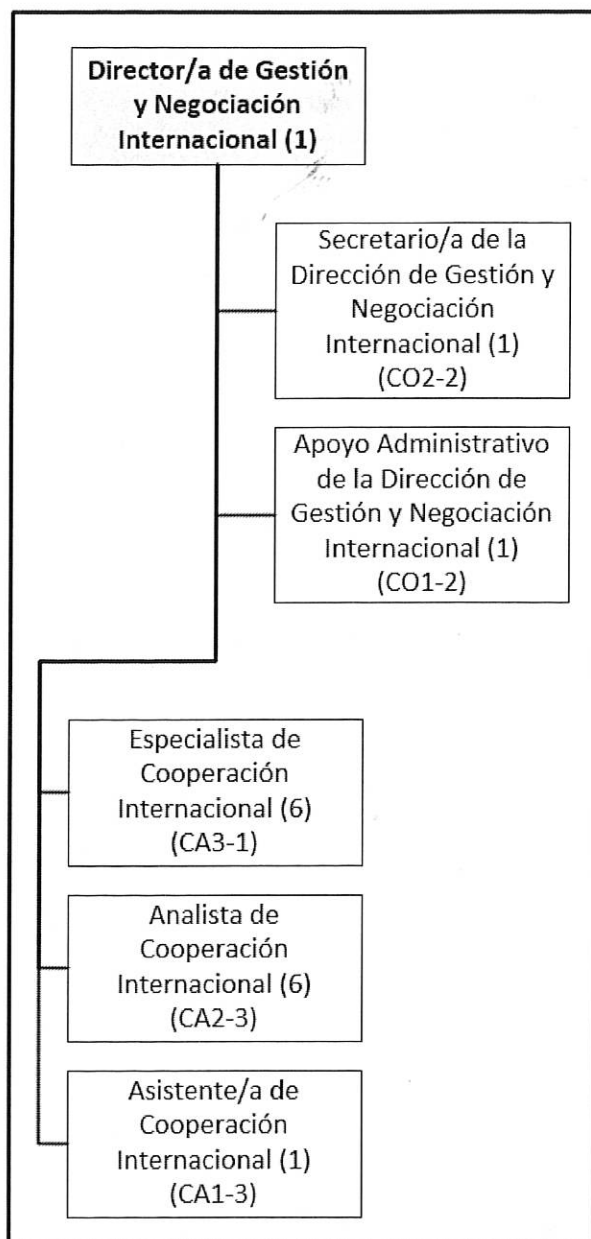 Director/a de Gestión
y Negociación
Internacional (1)
Secretario/a de la
Dirección de Gestión y
Negociación
Internacional (1)
(CO2-2)
Apoyo Administrativo
de la Dirección de
Gestión y Negociación
Internacional (1)
(CO1-2)
Especialista de
Cooperación
Internacional (6)
(CA3-1)
Analista de
Cooperación
Internacional (6)
(CA2-3)
Asistente/a de
Cooperación
Internacional (1)
(CA1-3)